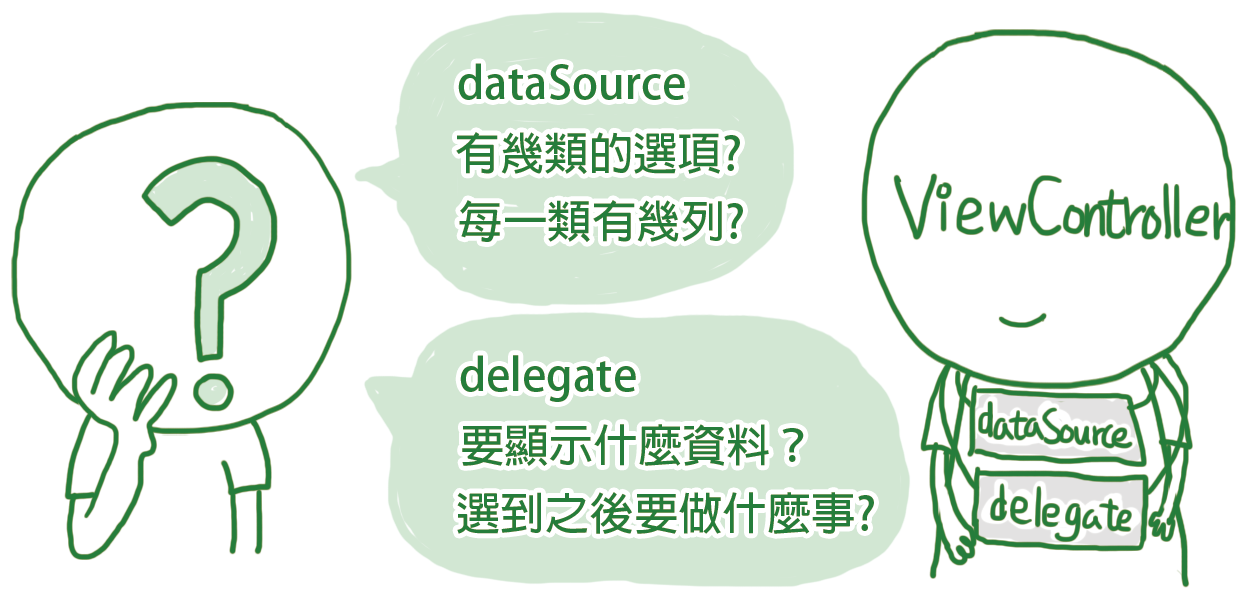 dataSource
有幾類的選項?
每一類有幾列?
delegate
要顯示什麼資料？
選到之後要做什麼事?
ViewController
dataSource
delegate